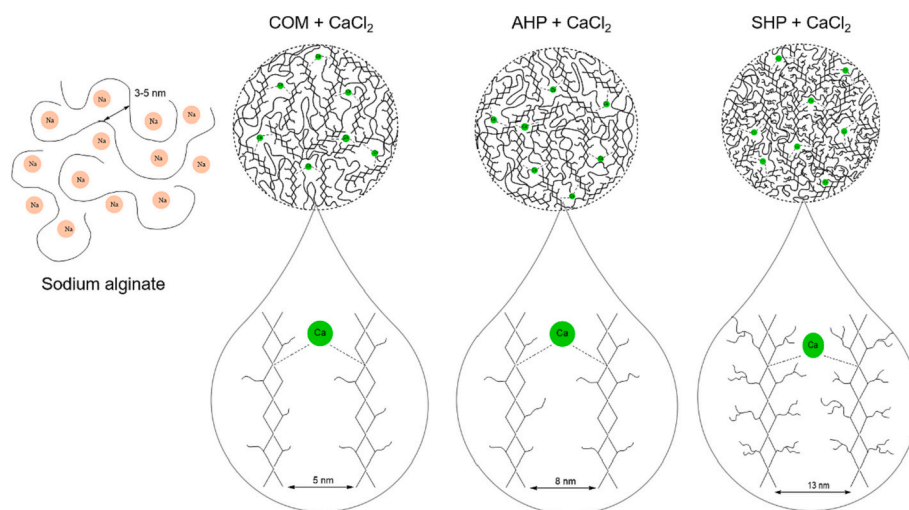 COM + CaCl₂
AHP + CaCl₂
SHP + CaCl₂
3-5 nm
Na
Na
Na
Na
Na
Na
Na
Na
Na
Na
Na
Na
Na
Sodium alginate
Ca
Ca
Ca
5 nm
8 nm
13 nm